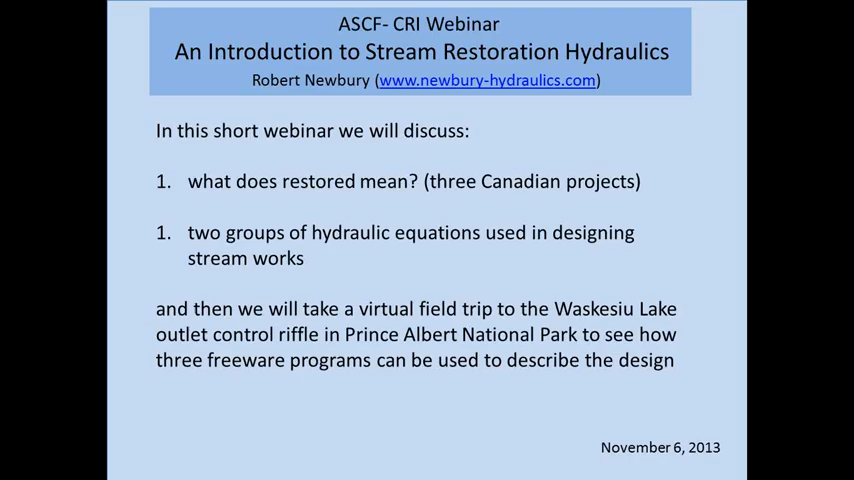 ASCF- CRI Webinar
An Introduction to Stream Restoration Hydraulics
Robert Newbury (www.newbury-hydraulics.com)
In this short webinar we will discuss:
1. what does restored mean? (three Canadian projects)
1. two groups of hydraulic equations used in designing
stream works
and then we will take a virtual field trip to the Waskesiu Lake
outlet control riffle in Prince Albert National Park to see how
three freeware programs can be used to describe the design
November 6, 2013